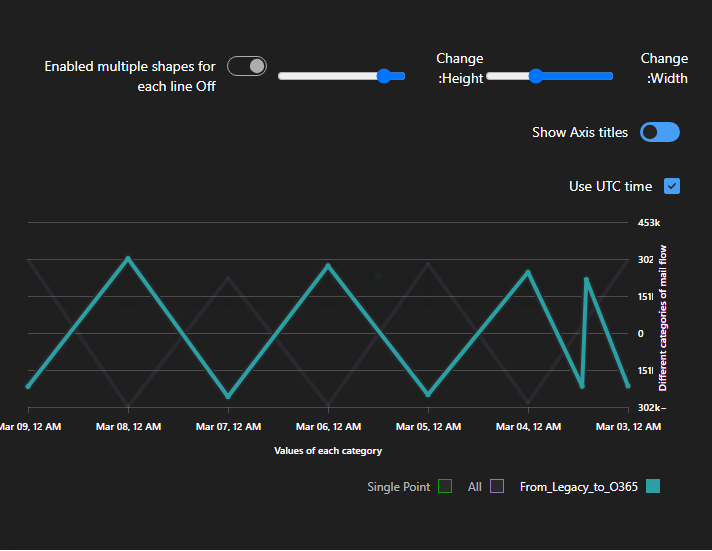 Enabled multiple shapes for
each line Off
Change
:Height
Change
:Width
Show Axis titles
Use UTC time
453k
302
151
0
151
302k–
Different categories of mail flow
Mar 09, 12 AM
Mar 08, 12 AM
Mar 07, 12 AM
Mar 06, 12 AM
Mar 05, 12 AM
Mar 04, 12 AM
Mar 03, 12 AM
Values of each category
Single Point
All
From_Legacy_to_O365